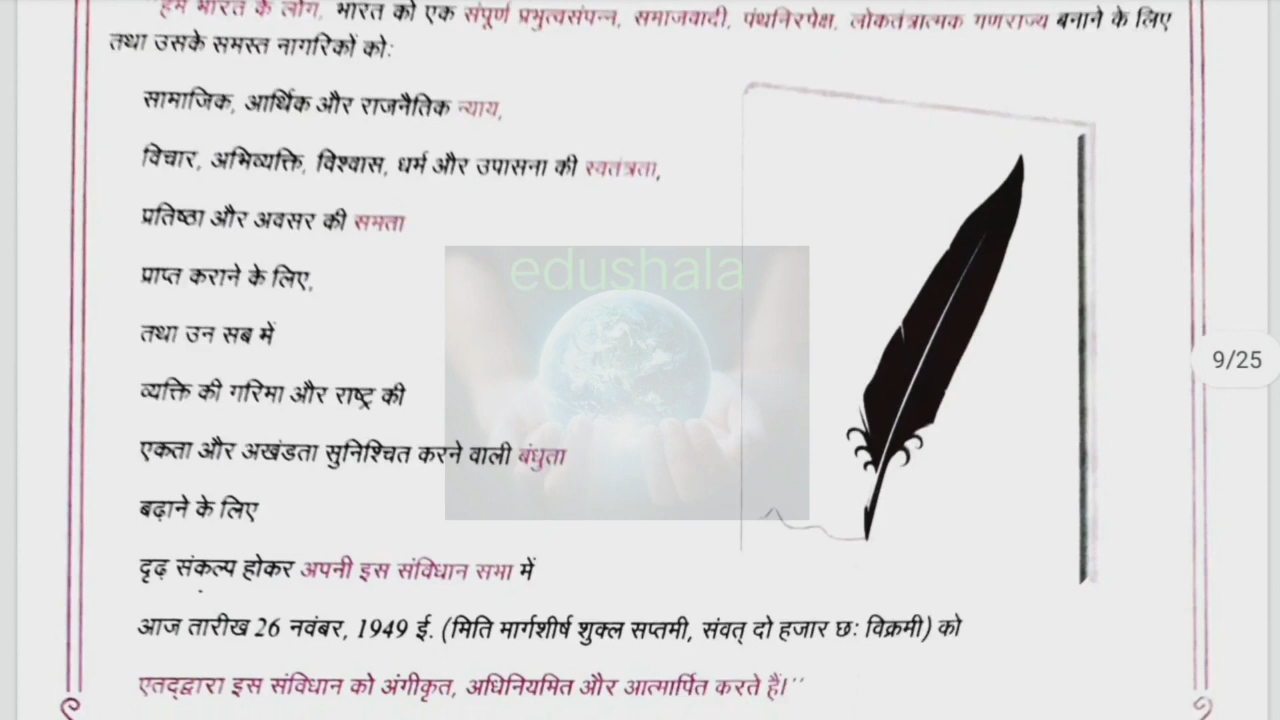 "हम भारत के लोग, भारत को एक संपूर्ण प्रभुत्वसंपन्न, समाजवादी, पंथनिरपेक्ष, लोकतंत्रात्मक गणराज्य बनाने के लिए
तथा उसके समस्त नागरिकों को:
सामाजिक, आर्थिक और राजनैतिक न्याय,
विचार, अभिव्यक्ति, विश्वास, धर्म और उपासना की स्वतंत्रता,
प्रतिष्ठा और अवसर की समता
edushala
प्राप्त कराने के लिए,
तथा उन सब में
9/25
व्यक्ति की गरिमा और राष्ट्र की
एकता और अखंडता सुनिश्चित करने वाली बंधुता
बढ़ाने के लिए
दृढ़ संकल्प होकर अपनी इस संविधान सभा में
आज तारीख 26 नवंबर, 1949 ई. (मिति मार्गशीर्ष शुक्ल सप्तमी, संवत् दो हजार छः विक्रमी) को
एतद्द्वारा इस संविधान को अंगीकृत, अधिनियमित और आत्मार्पित करते हैं।''